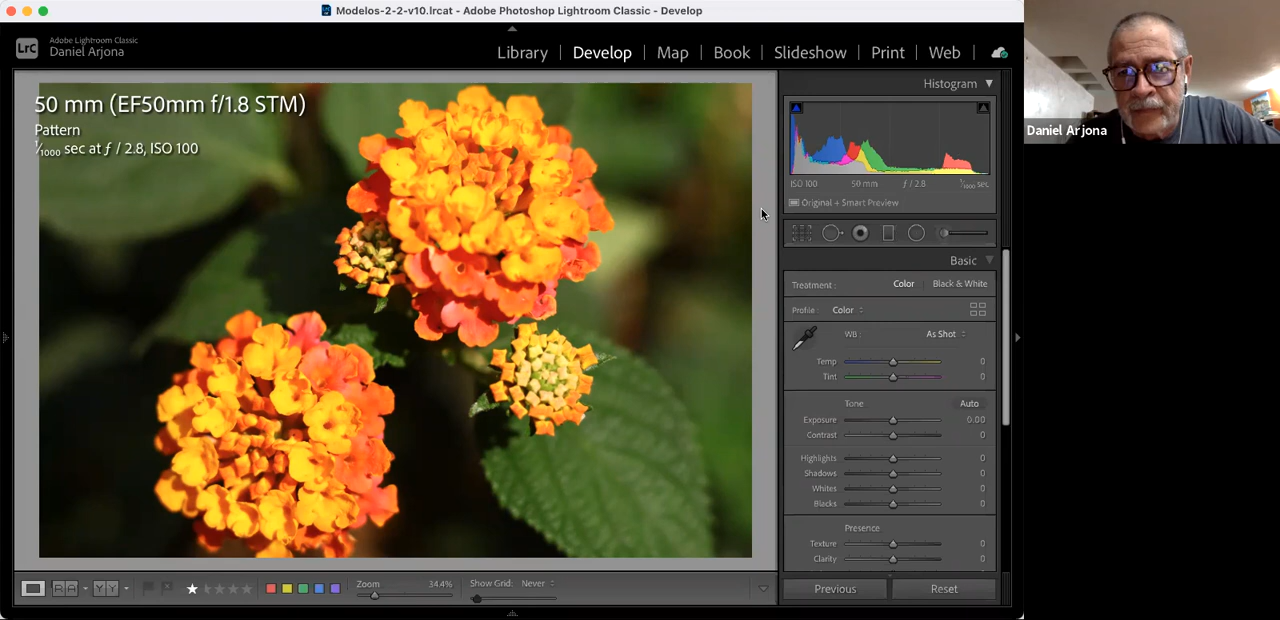 Modelos-2-2-v10.lrcat - Adobe Photoshop Lightroom Classic - Develop
LrC
Adobe Lightroom Classic
Daniel Arjona
Library
Develop
Map
Book
Slideshow
Print
Web
50 mm (EF50mm f/1.8 STM)
Pattern
1/1000 sec at ƒ / 2.8, ISO 100
Histogram
ISO 100 50 mm ƒ / 2.8 1/1000 sec
Original + Smart Preview
Basic
Treatment : Color Black & White
Profile : Color
WB : As Shot
Temp 0
Tint 0
Tone Auto
Exposure 0.00
Contrast 0
Highlights 0
Shadows 0
Whites 0
Blacks 0
Presence
Texture 0
Clarity 0
Previous Reset
R A Y Y Zoom 34.4% Show Grid: Never
Daniel Arjona